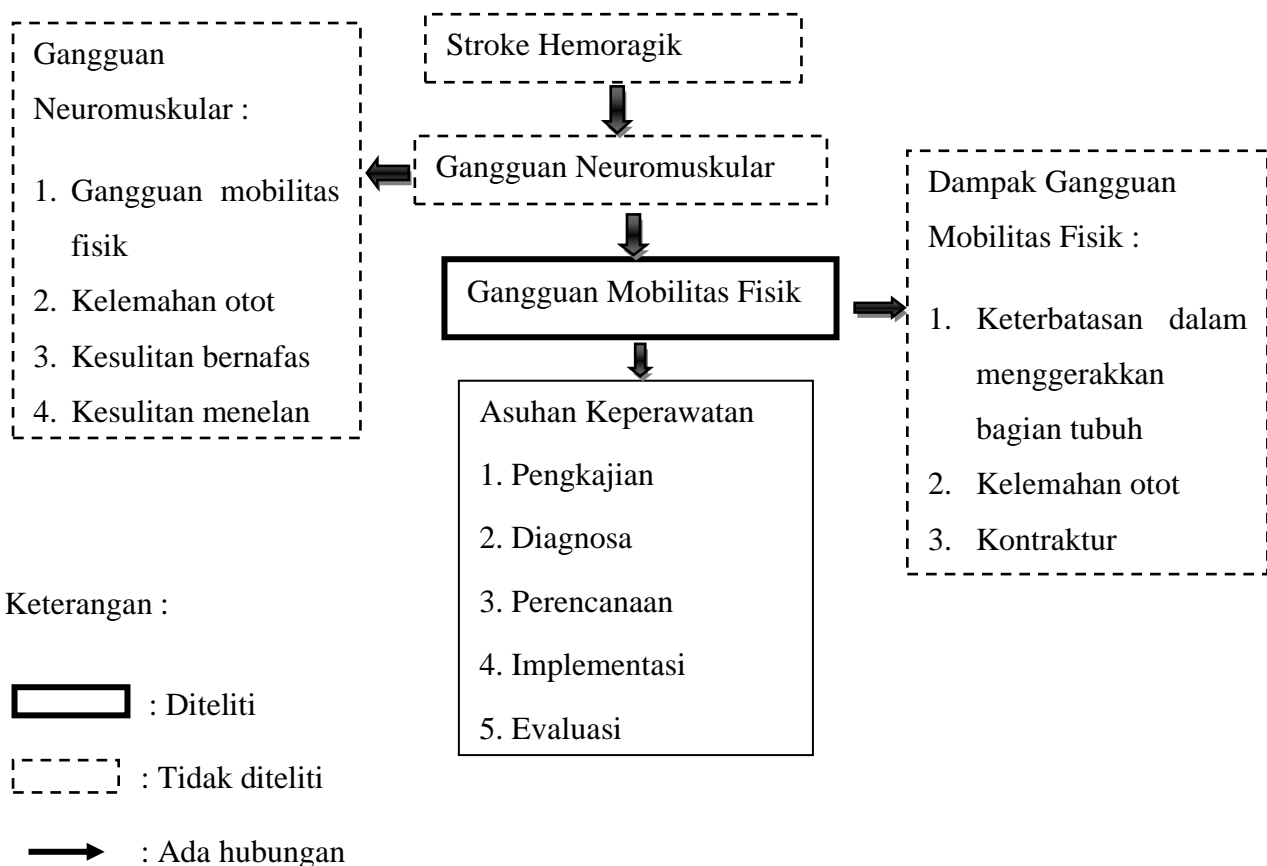 Gangguan
Neuromuskular :
1. Gangguan mobilitas
fisik
2. Kelemahan otot
3. Kesulitan bernafas
4. Kesulitan menelan
Stroke Hemoragik
Gangguan Neuromuskular
Gangguan Mobilitas Fisik
Asuhan Keperawatan
1. Pengkajian
2. Diagnosa
3. Perencanaan
4. Implementasi
5. Evaluasi
Dampak Gangguan
Mobilitas Fisik :
1. Keterbatasan dalam
menggerakkan
bagian tubuh
2. Kelemahan otot
3. Kontraktur
Keterangan :
: Diteliti
: Tidak diteliti
: Ada hubungan